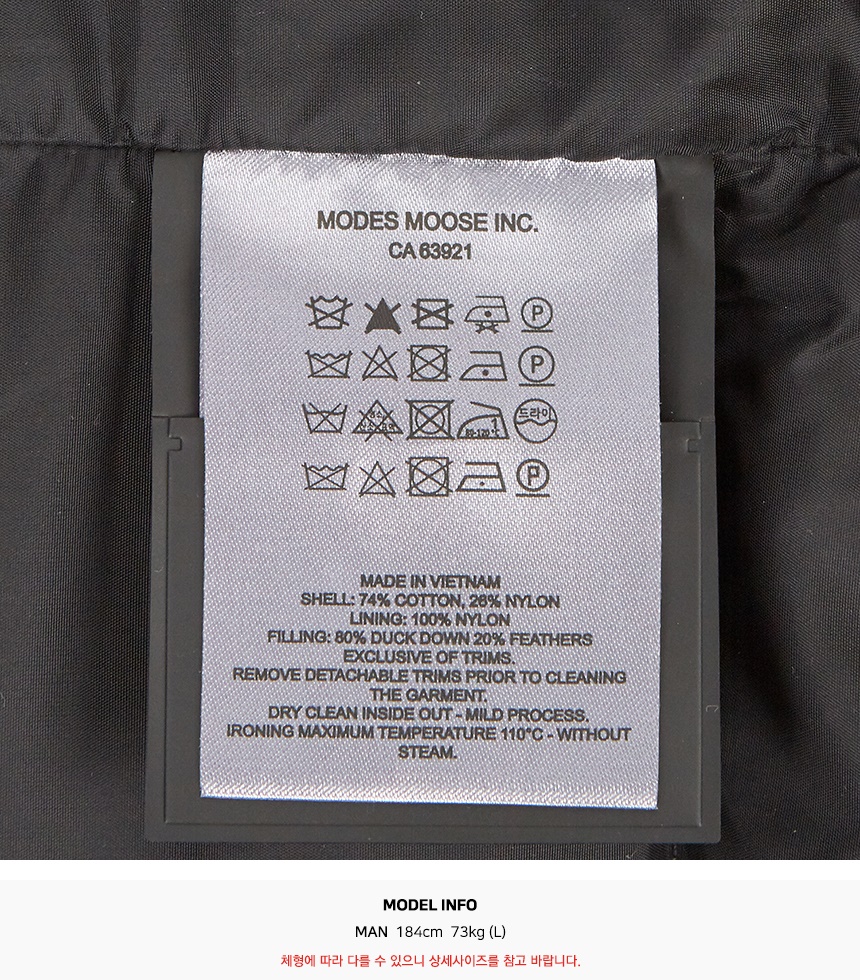 MODES MOOSE INC.
CA 63921
P
P
80-120℃
1
드라이
P
MADE IN VIETNAM
SHELL: 74% COTTON, 26% NYLON
LINING: 100% NYLON
FILLING: 80% DUCK DOWN 20% FEATHERS
EXCLUSIVE OF TRIMS.
REMOVE DETACHABLE TRIMS PRIOR TO CLEANING
THE GARMENT.
DRY CLEAN INSIDE OUT - MILD PROCESS.
IRONING MAXIMUM TEMPERATURE 110°C - WITHOUT
STEAM.
MODEL INFO
MAN 184cm 73kg (L)
체형에 따라 다를 수 있으니 상세사이즈를 참고 바랍니다.